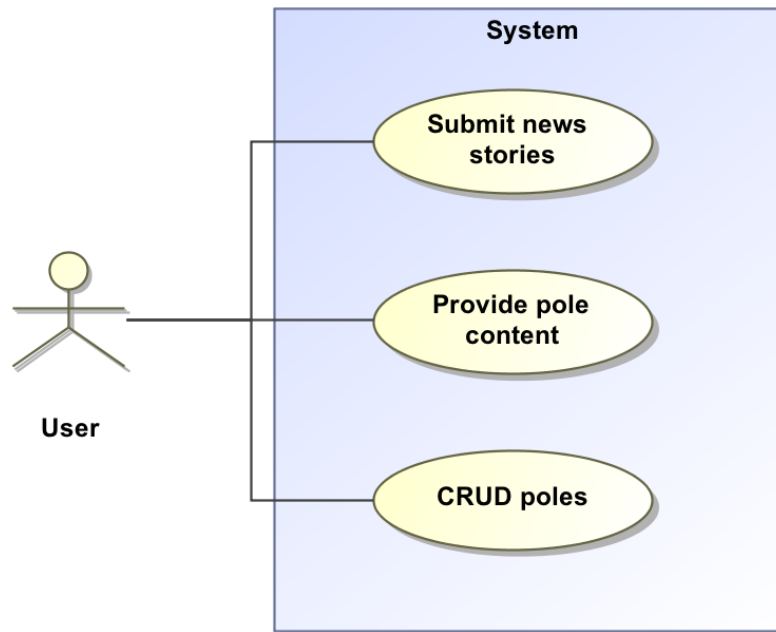 System
Submit news
stories
Provide pole
content
User
CRUD poles